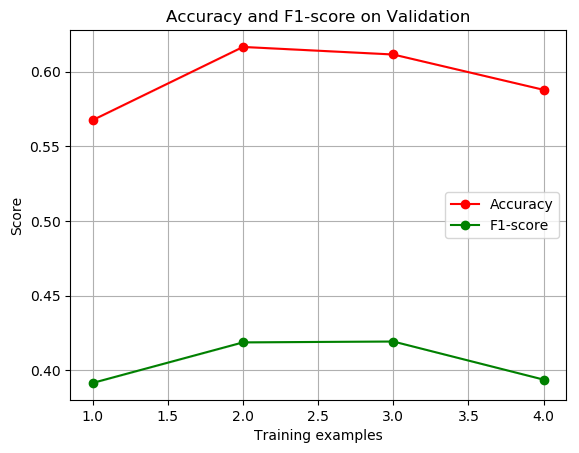 Accuracy and F1-score on Validation
0.60
0.55
0.50
0.45
0.40
Score
Accuracy
F1-score
1.0 1.5 2.0 2.5 3.0 3.5 4.0
Training examples